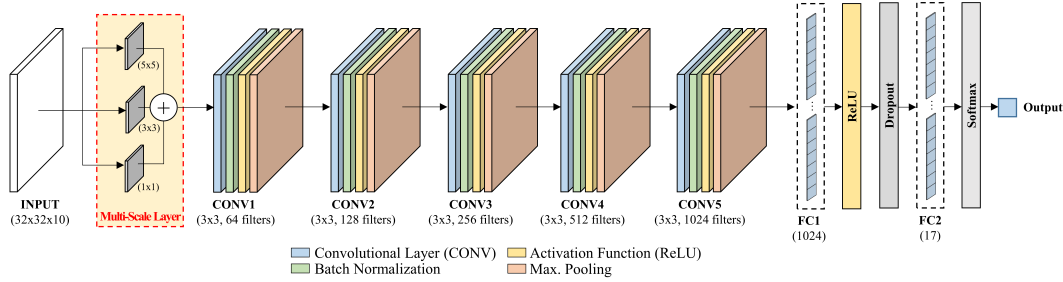 (5x5)
(3x3)
(1x1)
+
INPUT
(32x32x10)
Multi-Scale Layer
CONV1
(3x3, 64 filters)
CONV2
(3x3, 128 filters)
CONV3
(3x3, 256 filters)
CONV4
(3x3, 512 filters)
CONV5
(3x3, 1024 filters)
FC1
(1024)
ReLU
Dropout
FC2
(17)
Softmax
Output
Convolutional Layer (CONV)
Activation Function (ReLU)
Batch Normalization
Max. Pooling